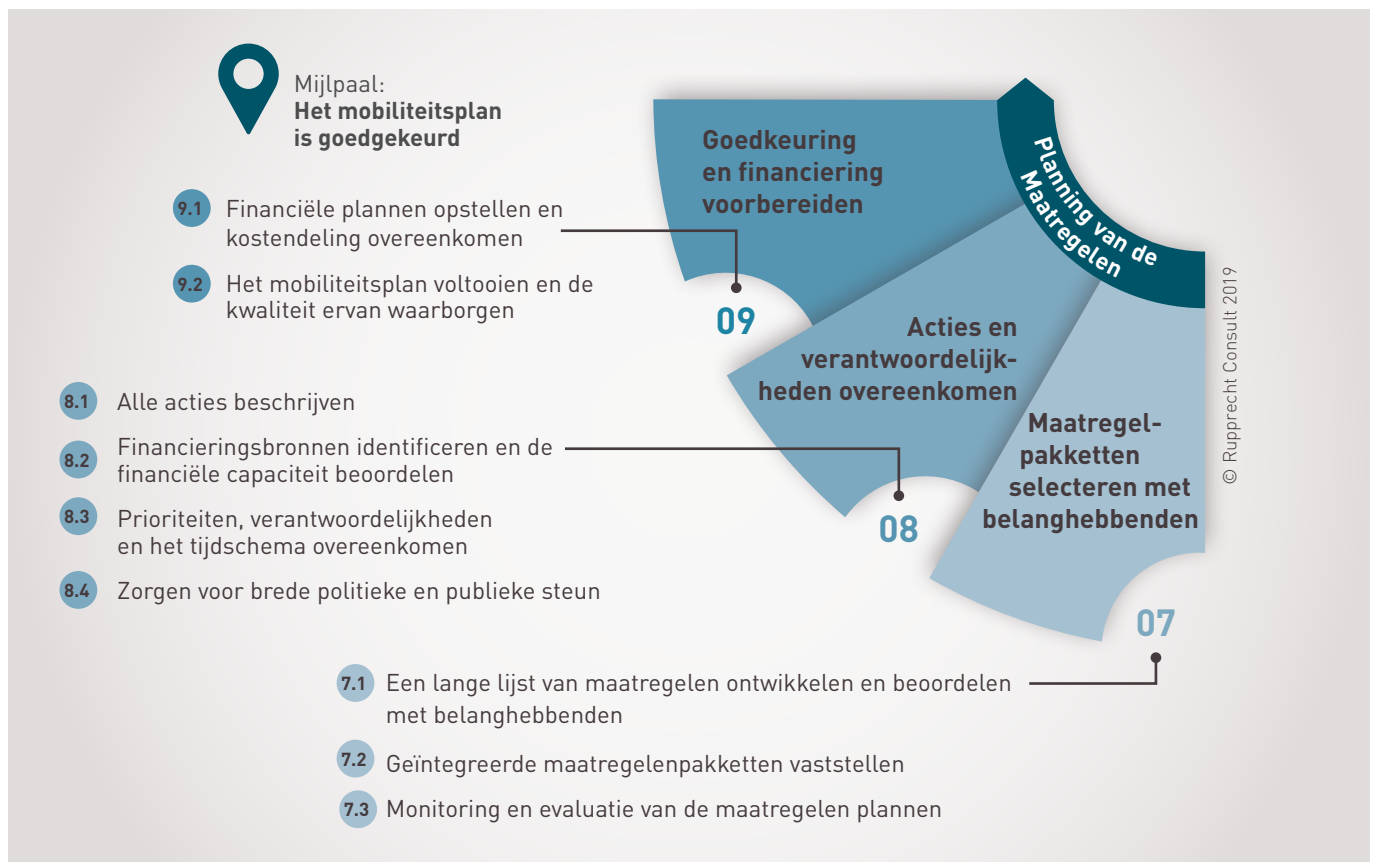 Mijlpaal:
Het mobiliteitsplan
is goedgekeurd
Goedkeuring
en financiering
voorbereiden
Planning van de
Maatregelen
9.1 Financiële plannen opstellen en
kostendeling overeenkomen
9.2 Het mobiliteitsplan voltooien en de
kwaliteit ervan waarborgen
09
Acties en
verantwoordelijk-
heden overeenkomen
8.1 Alle acties beschrijven
8.2 Financieringsbronnen identificeren en de
financiële capaciteit beoordelen
8.3 Prioriteiten, verantwoordelijkheden
en het tijdschema overeenkomen
8.4 Zorgen voor brede politieke en publieke steun
08
Maatregel-
pakketten
selecteren met
belanghebbenden
07
7.1 Een lange lijst van maatregelen ontwikkelen en beoordelen
met belanghebbenden
7.2 Geïntegreerde maatregelenpakketten vaststellen
7.3 Monitoring en evaluatie van de maatregelen plannen
© Rupprecht Consult 2019